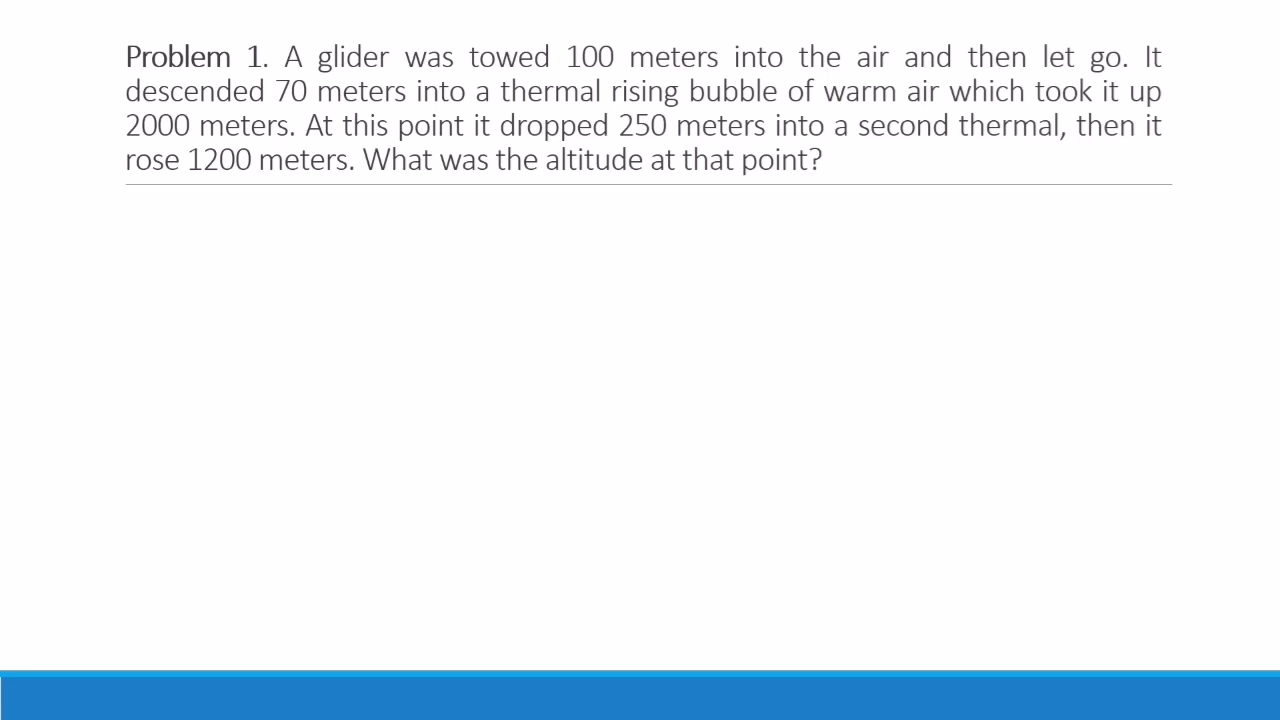 Problem 1. A glider was towed 100 meters into the air and then let go. It
descended 70 meters into a thermal rising bubble of warm air which took it up
2000 meters. At this point it dropped 250 meters into a second thermal, then it
rose 1200 meters. What was the altitude at that point?